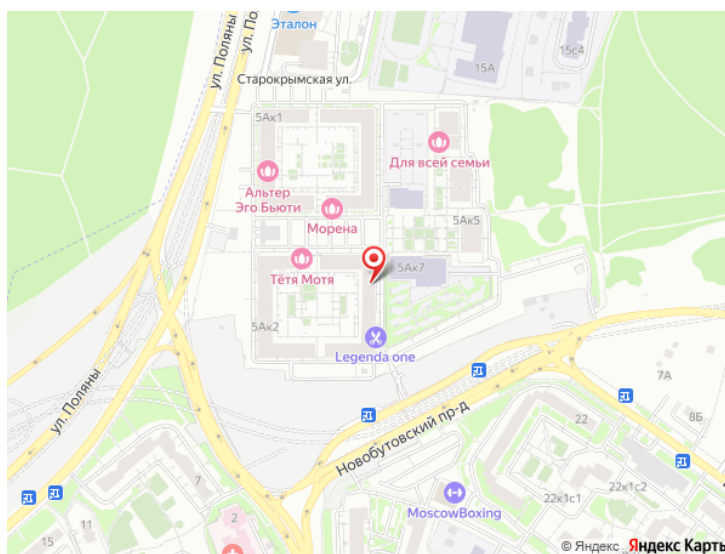 Эталон
ул. Поляны
ул. По
15с4
15А
Старокрымская ул.
5Ак1
Для всей семьи
Альтер
Эго Бьюти
Морена
5Ак5
Тётя Мотя
5Ак7
5Ак2
Legenda one
ул. Поляны
7А
8Б
22
Новобутовский пр-д
7
22к1с1
22к1с2
11
15
2
MoscowBoxing
© Яндекс Яндекс Карты